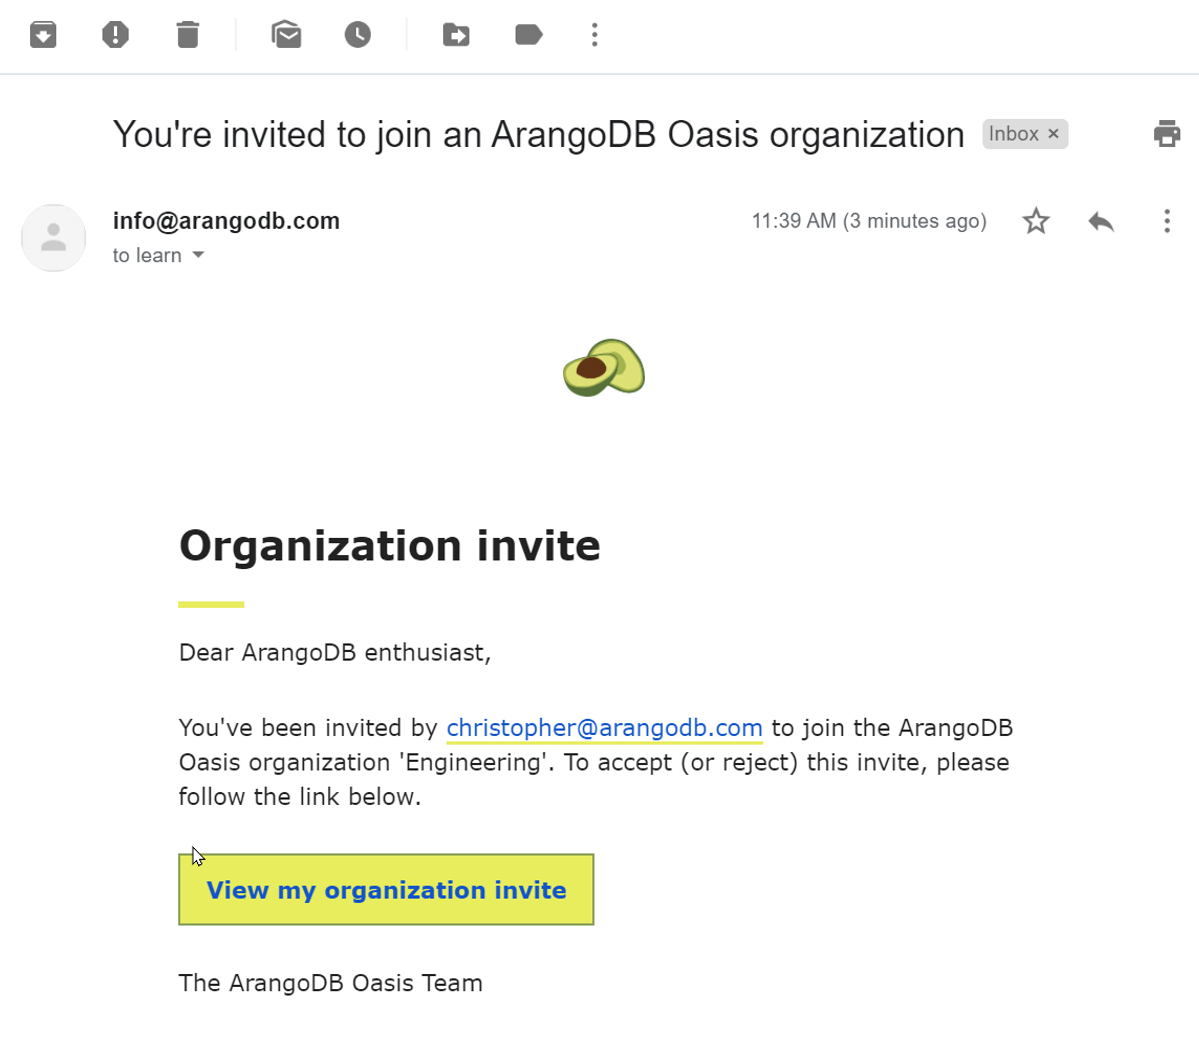 You're invited to join an ArangoDB Oasis organization Inbox ×
info@arangodb.com 11:39 AM (3 minutes ago)
to learn
Organization invite
Dear ArangoDB enthusiast,
You've been invited by christopher@arangodb.com to join the ArangoDB
Oasis organization 'Engineering'. To accept (or reject) this invite, please
follow the link below.
View my organization invite
The ArangoDB Oasis Team